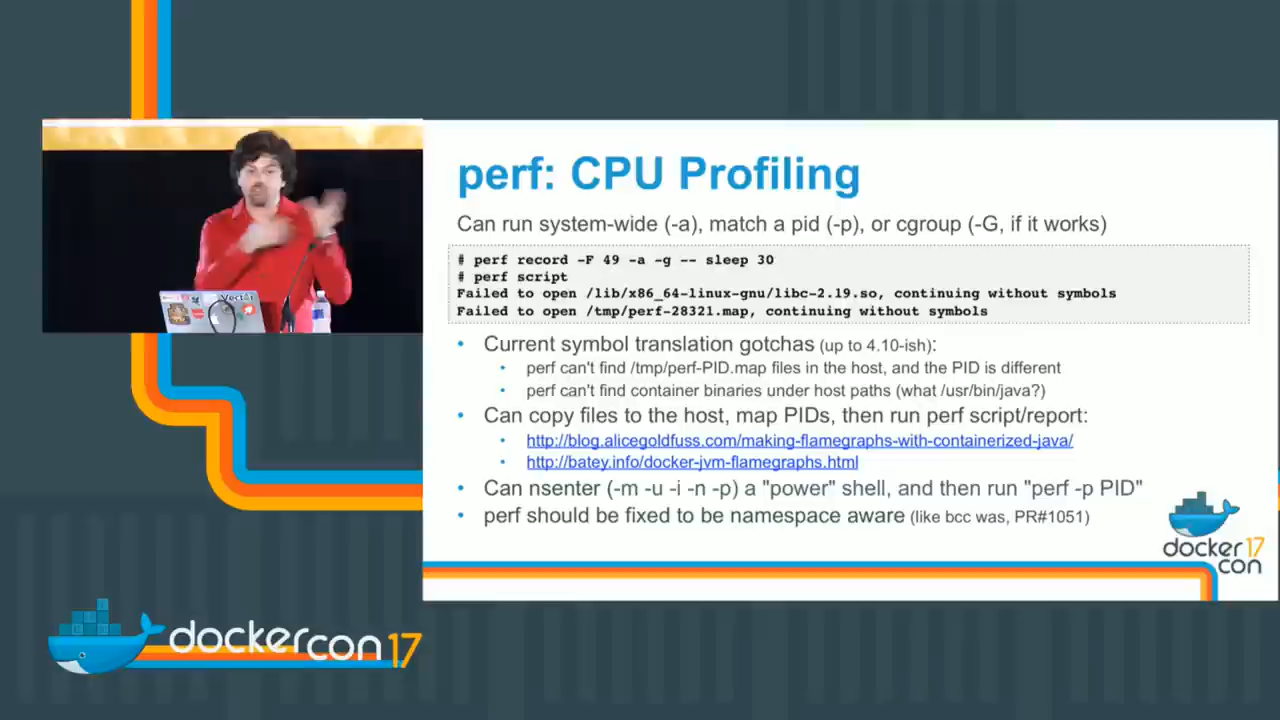 perf: CPU Profiling
Can run system-wide (-a), match a pid (-p), or cgroup (-G, if it works)
# perf record -F 49 -a -g -- sleep 30
# perf script
Failed to open /lib/x86_64-linux-gnu/libc-2.19.so, continuing without symbols
Failed to open /tmp/perf-28321.map, continuing without symbols
• Current symbol translation gotchas (up to 4.10-ish):
• perf can't find /tmp/perf-PID.map files in the host, and the PID is different
• perf can't find container binaries under host paths (what /usr/bin/java?)
• Can copy files to the host, map PIDs, then run perf script/report:
• http://blog.alicegoldfuss.com/making-flamegraphs-with-containerized-java/
• http://batey.info/docker-jvm-flamegraphs.html
• Can nsenter (-m -u -i -n -p) a "power" shell, and then run "perf -p PID"
• perf should be fixed to be namespace aware (like bcc was, PR#1051)
docker 17
con
Vector
dockercon 17